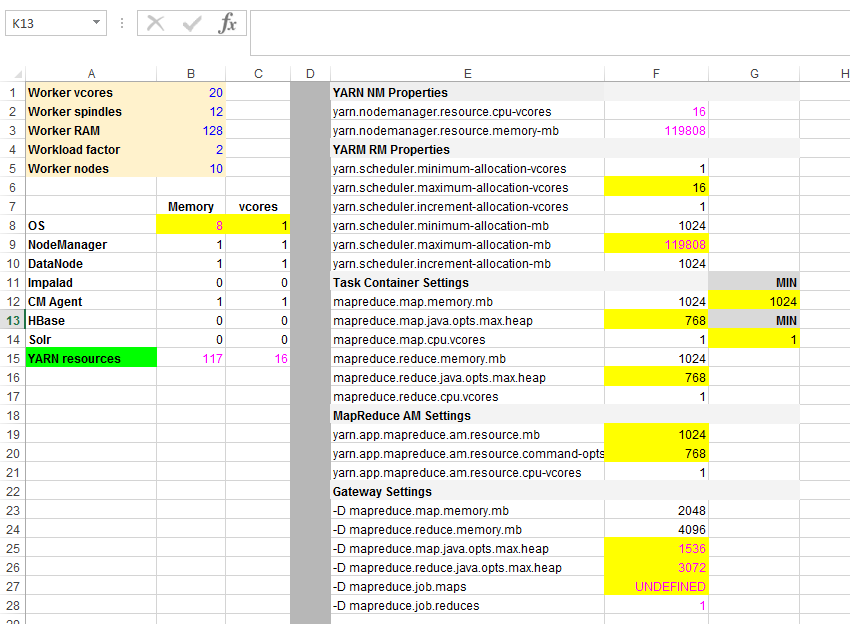 K13 fx
A B C D E F G H
1 Worker vcores 20 YARN NM Properties
2 Worker spindles 12 yarn.nodemanager.resource.cpu-vcores 16
3 Worker RAM 128 yarn.nodemanager.resource.memory-mb 119808
4 Workload factor 2 YARM RM Properties
5 Worker nodes 10 yarn.scheduler.minimum-allocation-vcores 1
6 yarn.scheduler.maximum-allocation-vcores 16
7 Memory vcores yarn.scheduler.increment-allocation-vcores 1
8 OS 8 1 yarn.scheduler.minimum-allocation-mb 1024
9 NodeManager 1 1 yarn.scheduler.maximum-allocation-mb 119808
10 DataNode 1 1 yarn.scheduler.increment-allocation-mb 1024
11 Impalad 0 0 Task Container Settings MIN
12 CM Agent 1 1 mapreduce.map.memory.mb 1024 1024
13 HBase 0 0 mapreduce.map.java.opts.max.heap 768 MIN
14 Solr 0 0 mapreduce.map.cpu.vcores 1 1
15 YARN resources 117 16 mapreduce.reduce.memory.mb 1024
16 mapreduce.reduce.java.opts.max.heap 768
17 mapreduce.reduce.cpu.vcores 1
18 MapReduce AM Settings
19 yarn.app.mapreduce.am.resource.mb 1024
20 yarn.app.mapreduce.am.resource.command-opts 768
21 yarn.app.mapreduce.am.resource.cpu-vcores 1
22 Gateway Settings
23 -D mapreduce.map.memory.mb 2048
24 -D mapreduce.reduce.memory.mb 4096
25 -D mapreduce.map.java.opts.max.heap 1536
26 -D mapreduce.reduce.java.opts.max.heap 3072
27 -D mapreduce.job.maps UNDEFINED
28 -D mapreduce.job.reduces 1